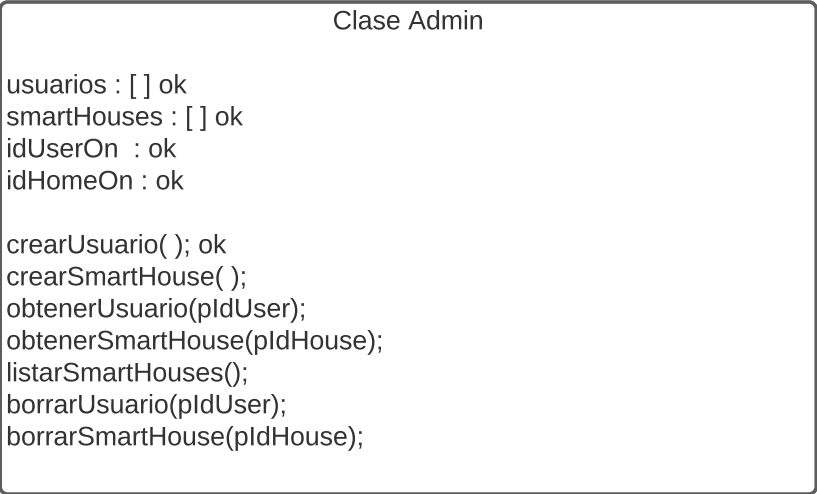 Clase Admin
usuarios : [ ] ok
smartHouses : [ ] ok
idUserOn  : ok
idHomeOn : ok
crearUsuario( ); ok
crearSmartHouse( );
obtenerUsuario(pIdUser);
obtenerSmartHouse(pIdHouse);
listarSmartHouses();
borrarUsuario(pIdUser);
borrarSmartHouse(pIdHouse);